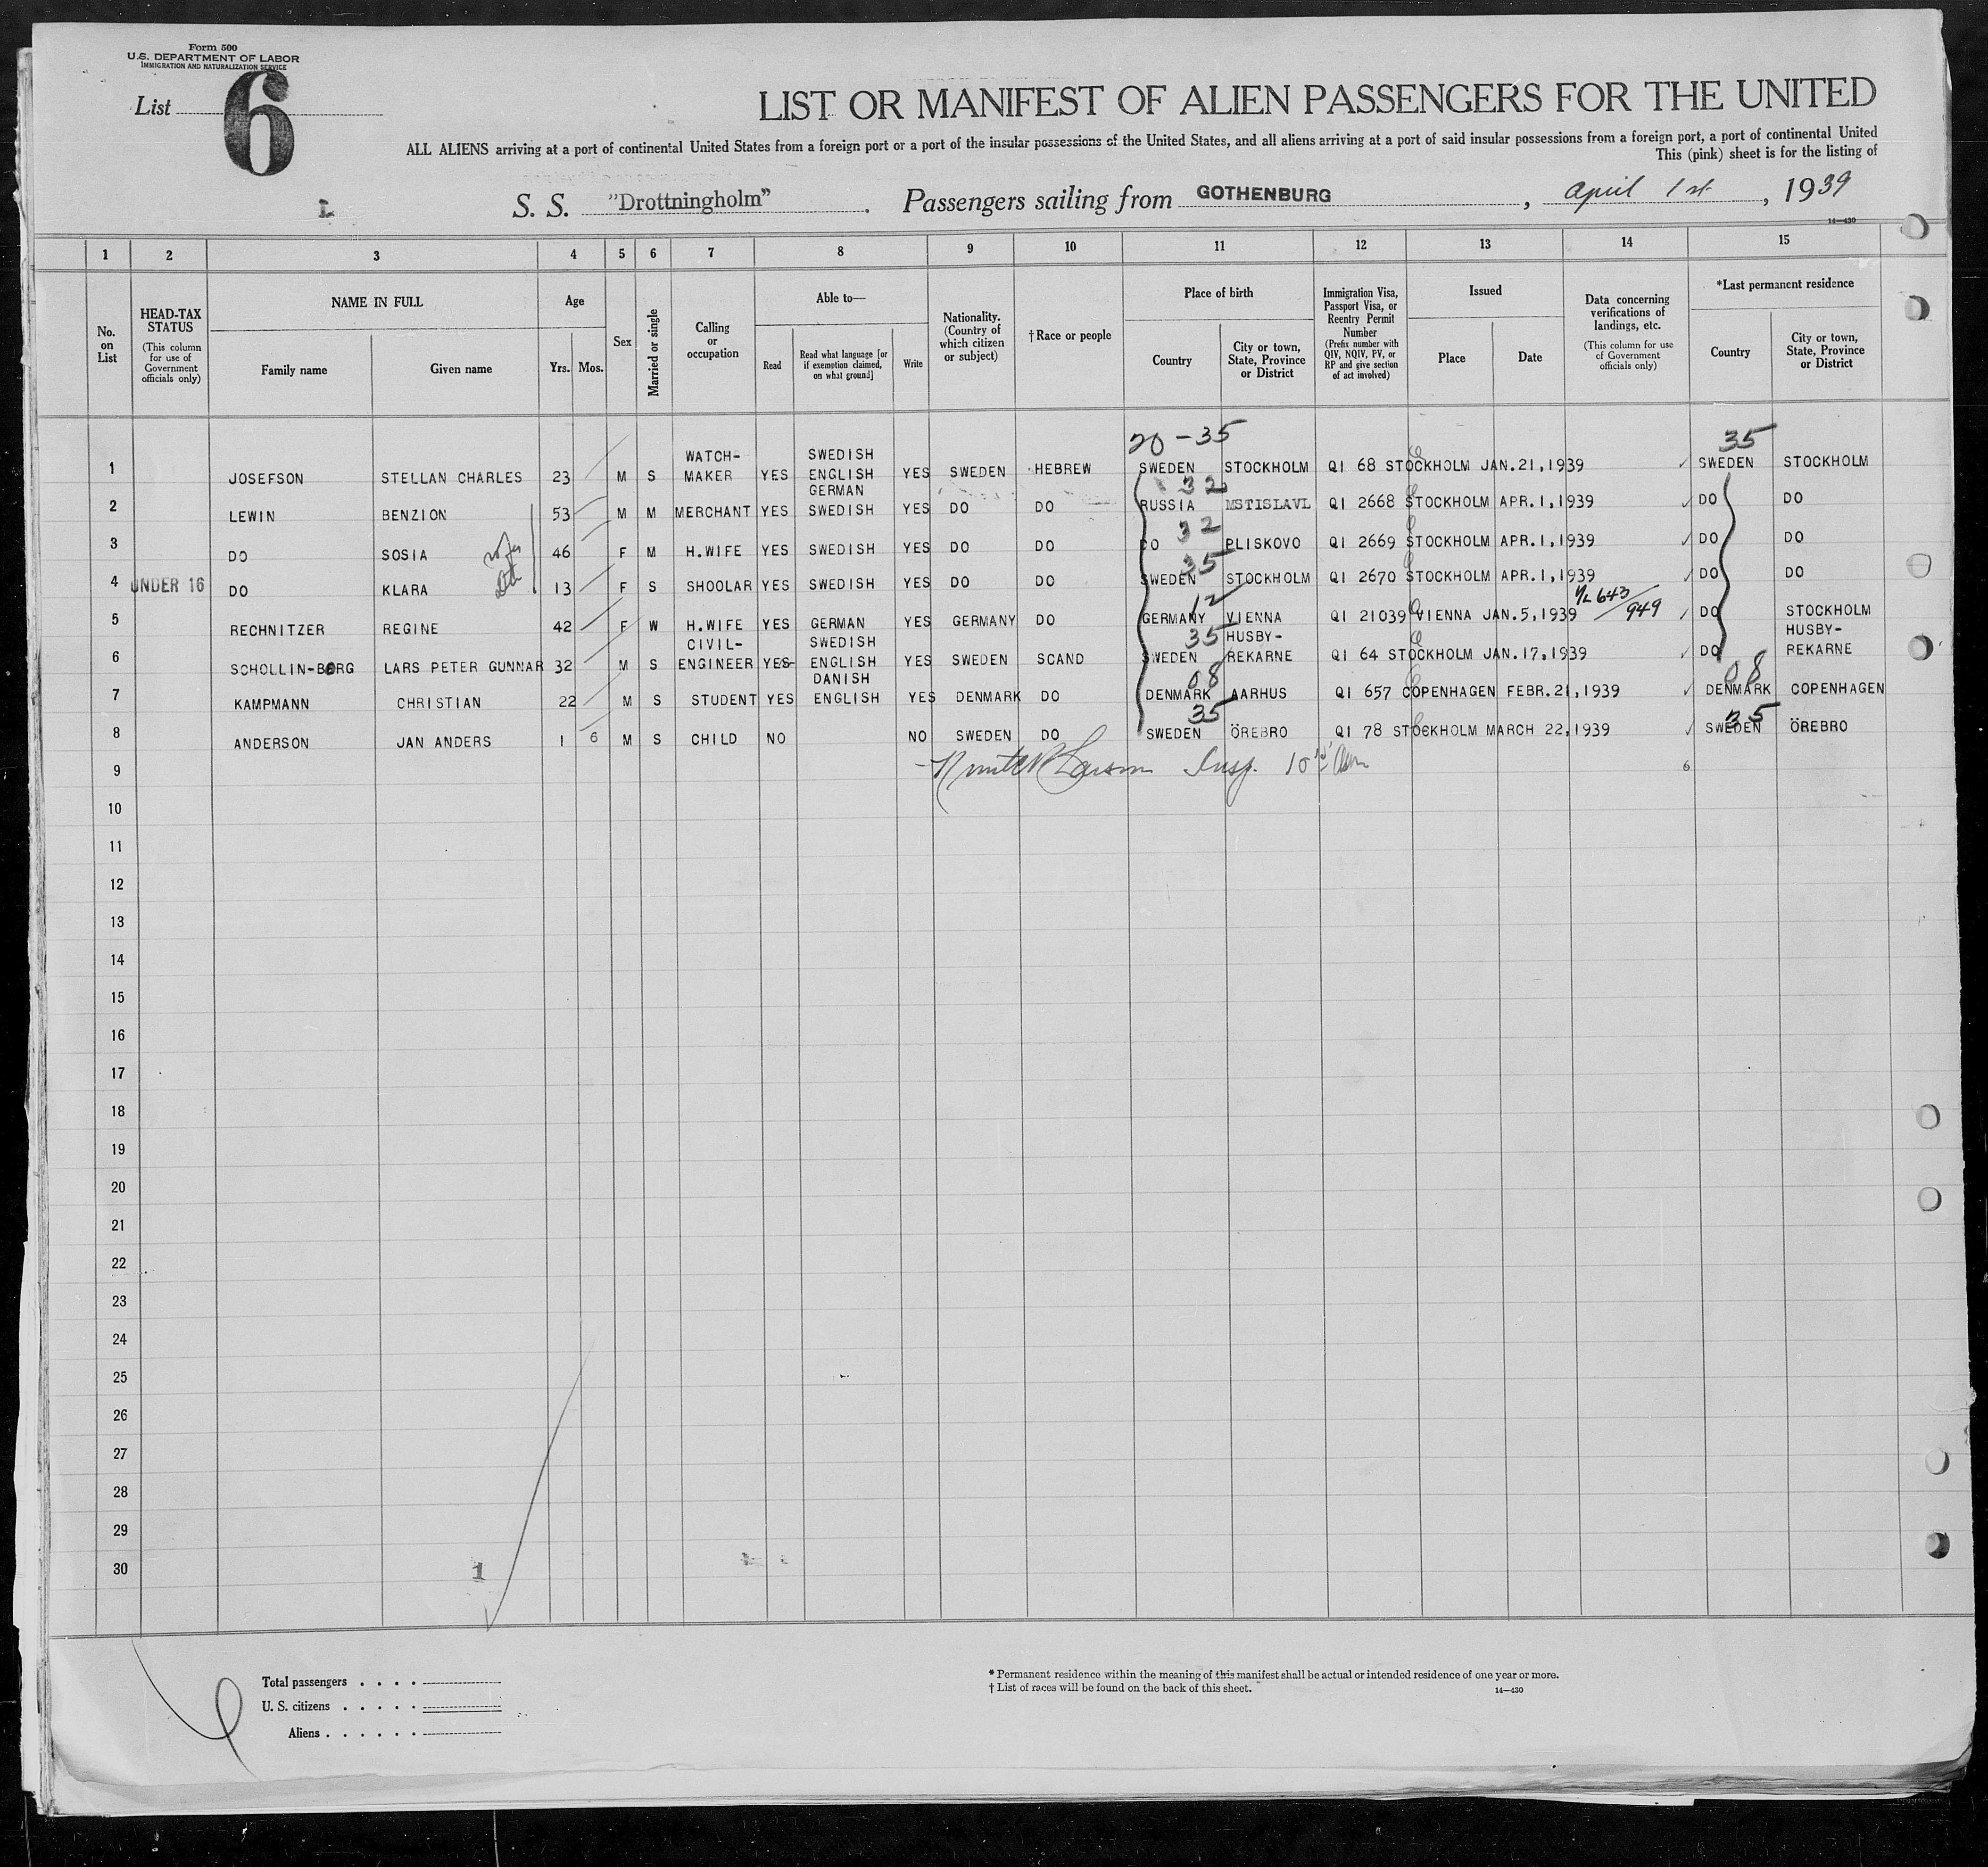 Form 500
U.S. DEPARTMENT OF LABOR
IMMIGRATION AND NATURALIZATION SERVICE
List 6
LIST OR MANIFEST OF ALIEN PASSENGERS FOR THE UNITED
ALL ALIENS arriving at a port of continental United States from a foreign port or a port of the insular possessions of the United States, and all aliens arriving at a port of said insular possessions from a foreign port, a port of continental United
This (pink) sheet is for the listing of
S. S. "Drottningholm" Passengers sailing from GOTHENBURG, April 1st, 1939
14—430
1 2 3 4 5 6 7 8 9 10 11 12 13 14 15
No. on List
HEAD-TAX STATUS (This column for use of Government officials only)
NAME IN FULL Family name Given name
Age Yrs. Mos.
Sex
Married or single
Calling or occupation
Able to— Read Read what language [or if exemption claimed, on what ground] Write
Nationality. (Country of which citizen or subject)
†Race or people
Place of birth Country City or town, State, Province or District
Immigration Visa, Passport Visa, or Reentry Permit Number (Prefix number with QIV, NQIV, PV, or RP and give section of act involved)
Issued Place Date
Data concerning verifications of landings, etc. (This column for use of Government officials only)
*Last permanent residence Country City or town, State, Province or District
20-35 35
1 JOSEFSON STELLAN CHARLES 23 M S WATCH-MAKER YES SWEDISH ENGLISH GERMAN YES SWEDEN HEBREW SWEDEN STOCKHOLM QI 68 STOCKHOLM JAN.21,1939 SWEDEN STOCKHOLM
32
2 LEWIN BENZION 53 M M MERCHANT YES SWEDISH YES DO DO RUSSIA MSTISLAVL QI 2668 STOCKHOLM APR.1,1939 DO DO
32
3 DO SOSIA 46 F M H.WIFE YES SWEDISH YES DO DO DO PLISKOVO QI 2669 STOCKHOLM APR.1,1939 DO DO
35
4 UNDER 16 DO KLARA 13 F S SHOOLAR YES SWEDISH YES DO DO SWEDEN STOCKHOLM QI 2670 STOCKHOLM APR.1,1939 DO DO
12
5 RECHNITZER REGINE 42 F W H.WIFE YES GERMAN YES GERMANY DO GERMANY VIENNA QI 21039 VIENNA JAN.5,1939 V/L 643/949 DO STOCKHOLM
35
6 SCHOLLIN-BORG LARS PETER GUNNAR 32 M S CIVIL-ENGINEER YES SWEDISH ENGLISH DANISH YES SWEDEN SCAND SWEDEN HUSBY-REKARNE QI 64 STOCKHOLM JAN.17,1939 DO HUSBY-REKARNE
08 08
7 KAMPMANN CHRISTIAN 22 M S STUDENT YES ENGLISH YES DENMARK DO DENMARK AARHUS QI 657 COPENHAGEN FEBR.21,1939 DENMARK COPENHAGEN
35 35
8 ANDERSON JAN ANDERS 1 6 M S CHILD NO NO SWEDEN DO SWEDEN ÖREBRO QI 78 STOCKHOLM MARCH 22,1939 SWEDEN ÖREBRO
9 Larson Insp. 6
10
11
12
13
14
15
16
17
18
19
20
21
22
23
24
25
26
27
28
29
30
1
Total passengers
U. S. citizens
Aliens
* Permanent residence within the meaning of this manifest shall be actual or intended residence of one year or more.
† List of races will be found on the back of this sheet.
14—430